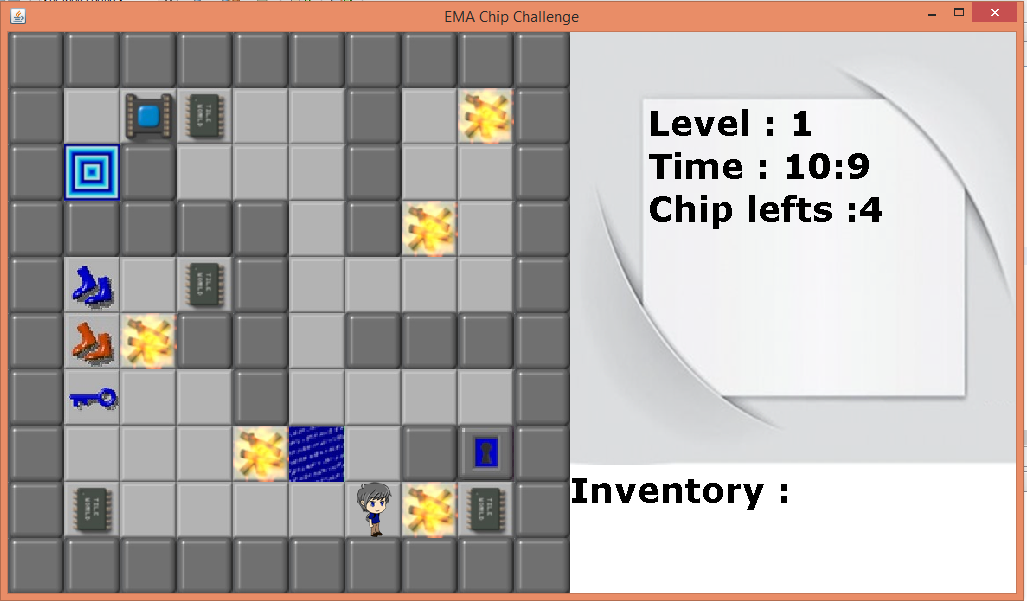 EMA Chip Challenge
Level : 1
Time : 10:9
Chip lefts :4
Inventory :